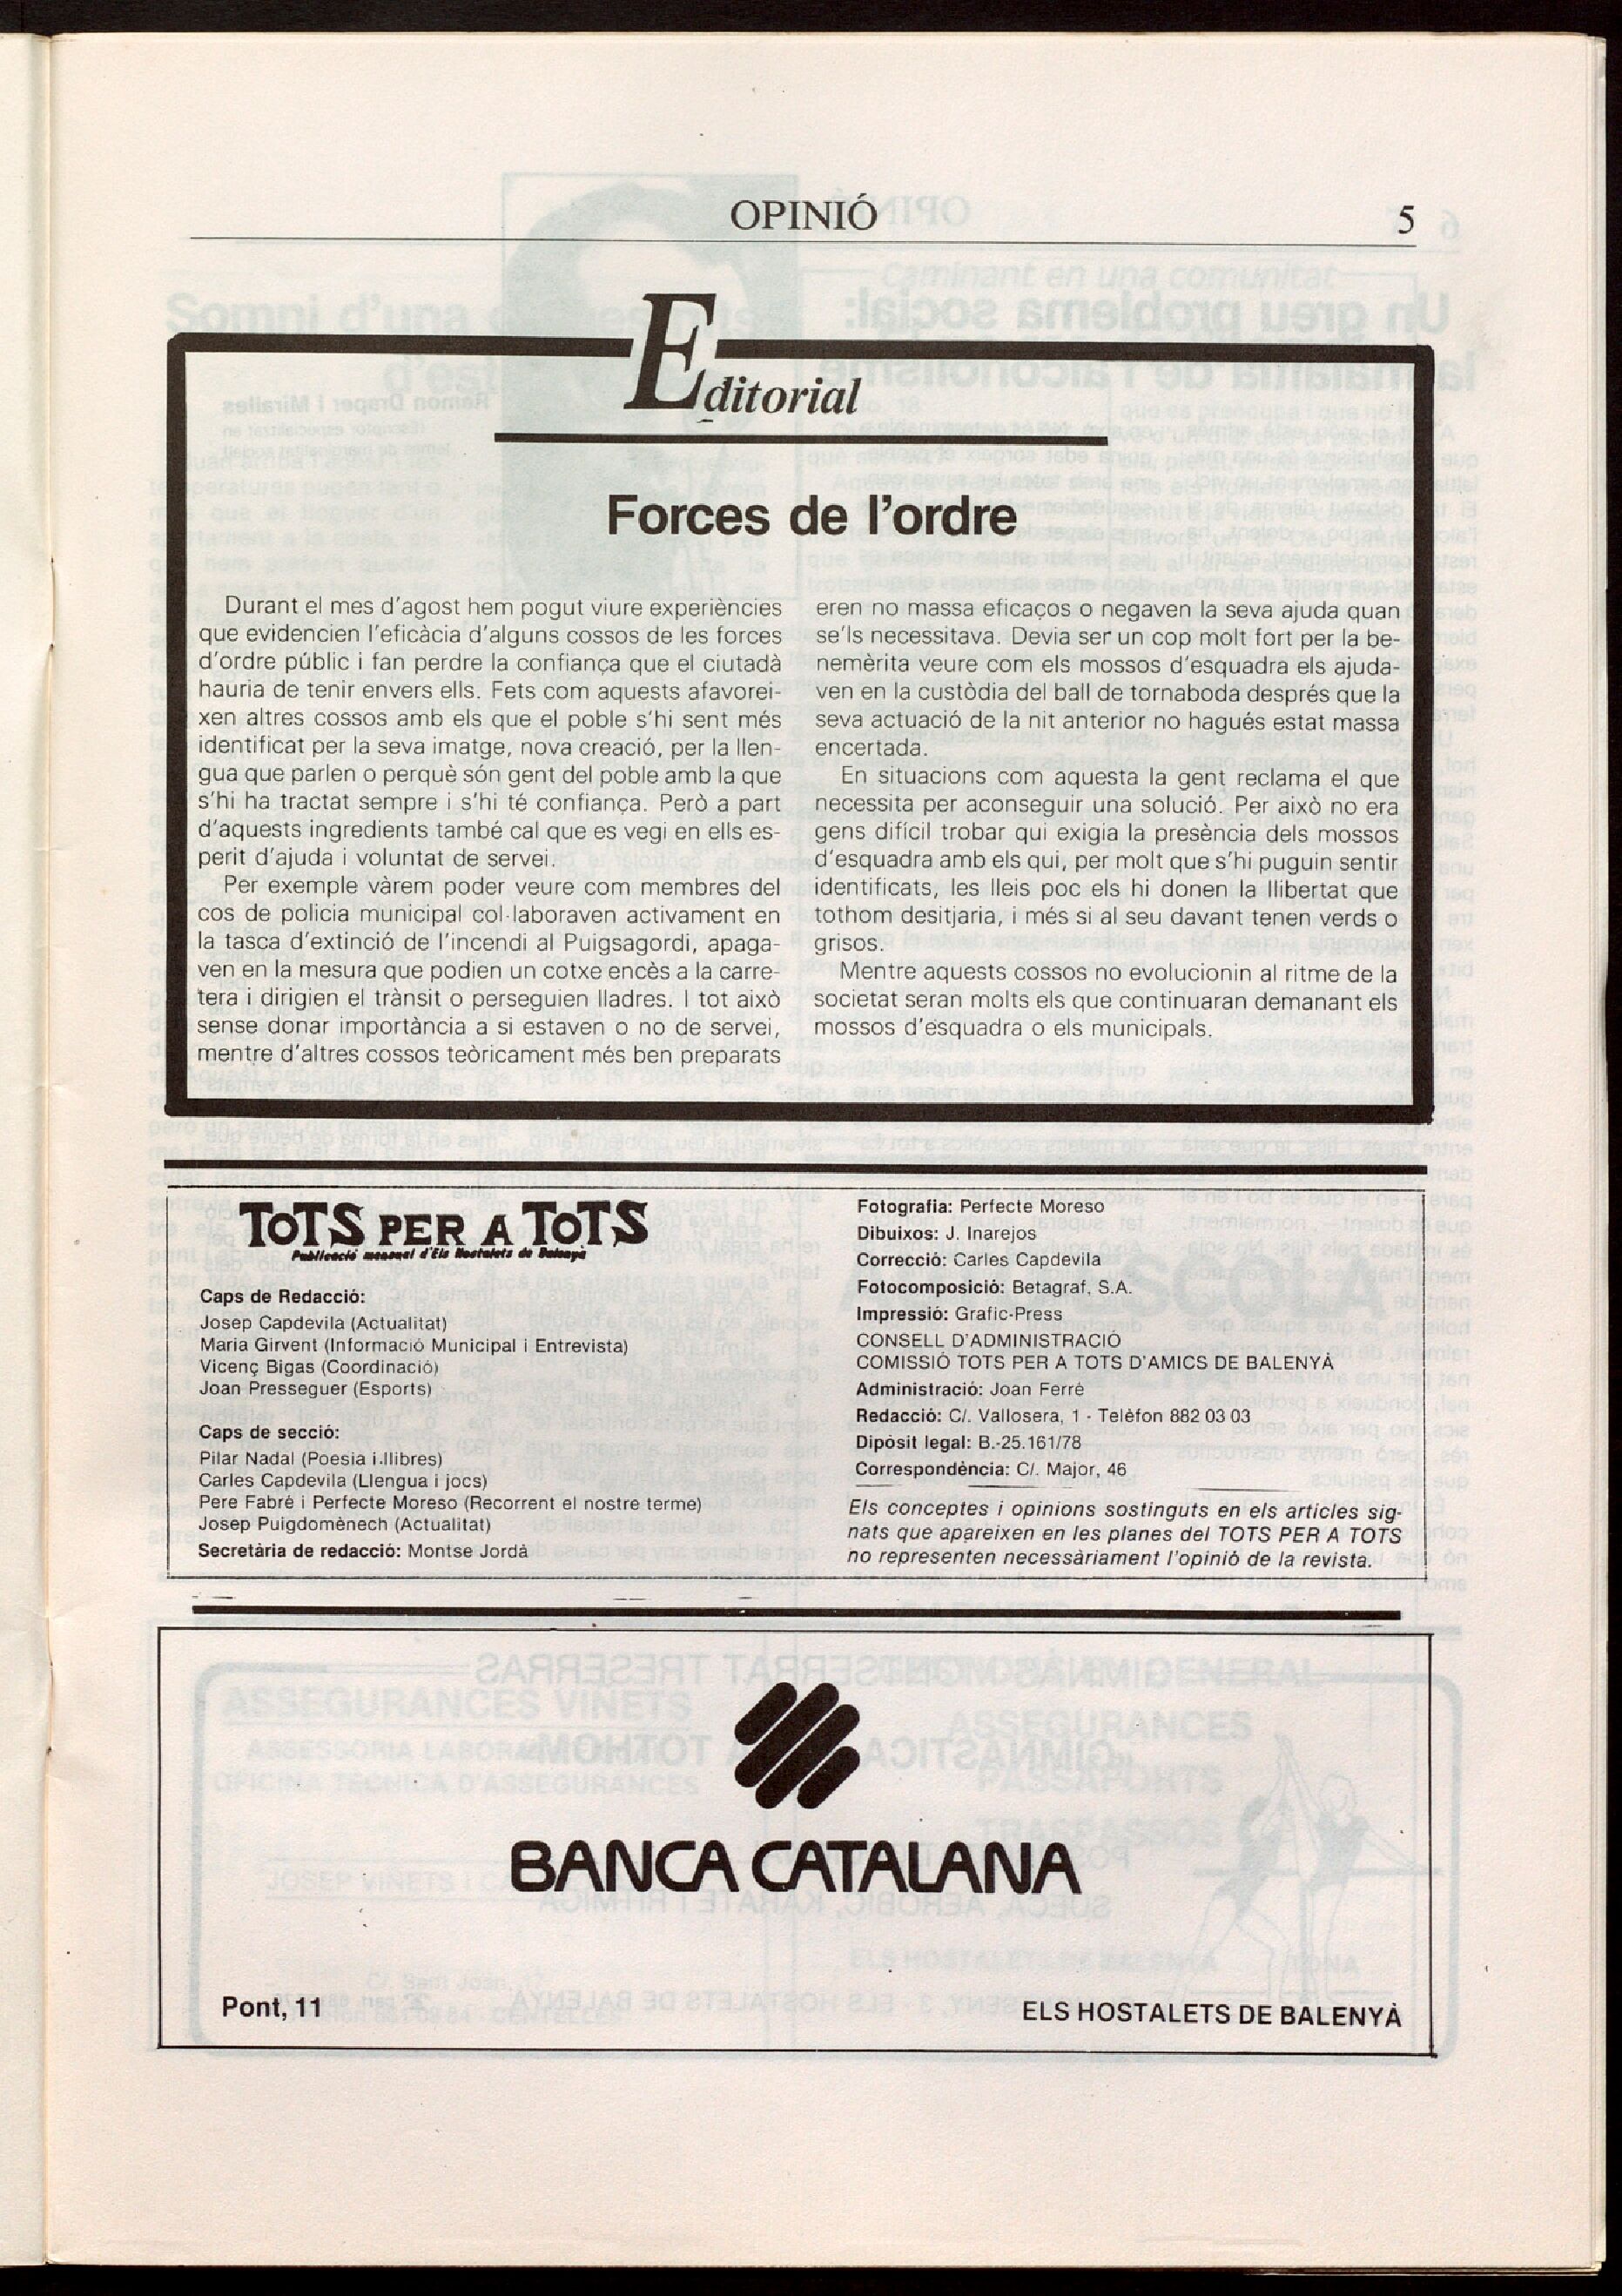 OPINIÓ
5
Editorial
Forces de l'ordre
Durant el mes d'agost hem pogut viure experiències
que evidencien l'eficàcia d'alguns cossos de les forces
d'ordre públic i fan perdre la confiança que el ciutadà
hauria de tenir envers ells. Fets com aquests afavorei-
xen altres cossos amb els que el poble s'hi sent més
identificat per la seva imatge, nova creació, per la llen-
gua que parlen o perquè són gent del poble amb la que
s'hi ha tractat sempre i s'hi té confiança. Però a part
d'aquests ingredients també cal que es vegi en ells es-
perit d'ajuda i voluntat de servei.
Per exemple vàrem poder veure com membres del
cos de policia municipal col·laboraven activament en
la tasca d'extinció de l'incendi al Puigsagordi, apaga-
ven en la mesura que podien un cotxe encès a la carre-
tera i dirigien el trànsit o perseguien lladres. I tot això
sense donar importància a si estaven o no de servei,
mentre d'altres cossos teòricament més ben preparats
eren no massa eficaços o negaven la seva ajuda quan
se'ls necessitava. Devia ser un cop molt fort per la be-
nemèrita veure com els mossos d'esquadra els ajuda-
ven en la custòdia del ball de tornaboda després que la
seva actuació de la nit anterior no hagués estat massa
encertada.
En situacions com aquesta la gent reclama el que
necessita per aconseguir una solució. Per això no era
gens difícil trobar qui exigia la presència dels mossos
d'esquadra amb els qui, per molt que s'hi puguin sentir
identificats, les lleis poc els hi donen la llibertat que
tothom desitjaria, i més si al seu davant tenen verds o
grisos.
Mentre aquests cossos no evolucionin al ritme de la
societat seran molts els que continuaran demanant els
mossos d'esquadra o els municipals.
TOTS PER A TOTS
Publicació mensual d'Els Hostalets de Balenyà
Caps de Redacció:
Josep Capdevila (Actualitat)
Maria Girvent (Informació Municipal i Entrevista)
Vicenç Bigas (Coordinació)
Joan Presseguer (Esports)
Caps de secció:
Pilar Nadal (Poesia i llibres)
Carles Capdevila (Llengua i jocs)
Pere Fabré i Perfecte Moreso (Recorrent el nostre terme)
Josep Puigdomènech (Actualitat)
Secretària de redacció: Montse Jordà
Fotografia: Perfecte Moreso
Dibuixos: J. Inarejos
Correcció: Carles Capdevila
Fotocomposició: Betagraf, S.A.
Impressió: Grafic-Press
CONSELL D'ADMINISTRACIÓ
COMISSIÓ TOTS PER A TOTS D'AMICS DE BALENYÀ
Administració: Joan Ferrè
Redacció: C/. Vallosera, 1 - Telèfon 882 03 03
Dipòsit legal: B.-25.161/78
Correspondència: C/. Major, 46
Els conceptes i opinions sostinguts en els articles sig-
nats que apareixen en les planes del TOTS PER A TOTS
no representen necessàriament l'opinió de la revista.
BANCA CATALANA
Pont, 11
ELS HOSTALETS DE BALENYÀ